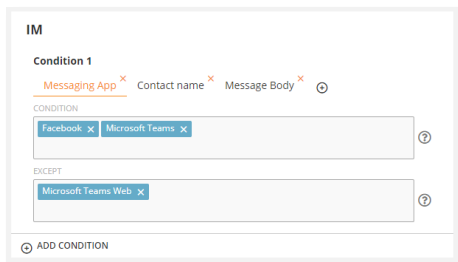 IM
Condition 1
Messaging App × Contact name × Message Body ×
CONDITION
Facebook × Microsoft Teams ×
EXCEPT
Microsoft Teams Web ×
ADD CONDITION